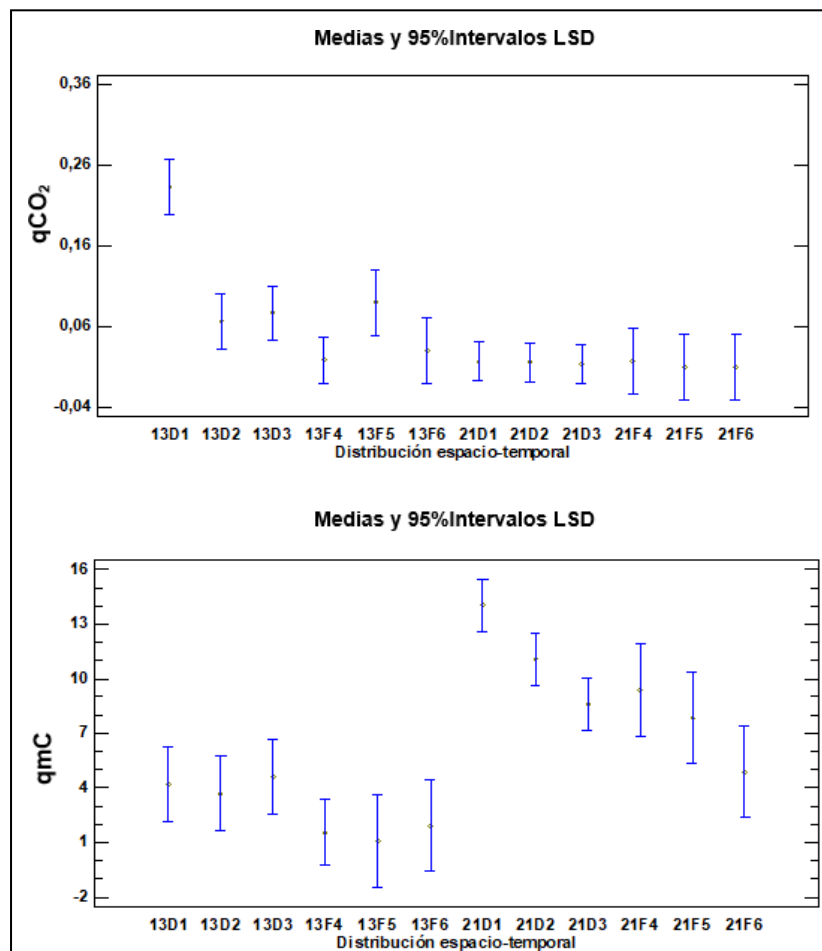 Medias y 95%Intervalos LSD
0,36
0,26
0,16
0,06
-0,04
qCO₂
13D1 13D2 13D3 13F4 13F5 13F6 21D1 21D2 21D3 21F4 21F5 21F6
Distribución espacio-temporal
Medias y 95%Intervalos LSD
16
13
10
7
4
1
-2
qmC
13D1 13D2 13D3 13F4 13F5 13F6 21D1 21D2 21D3 21F4 21F5 21F6
Distribución espacio-temporal